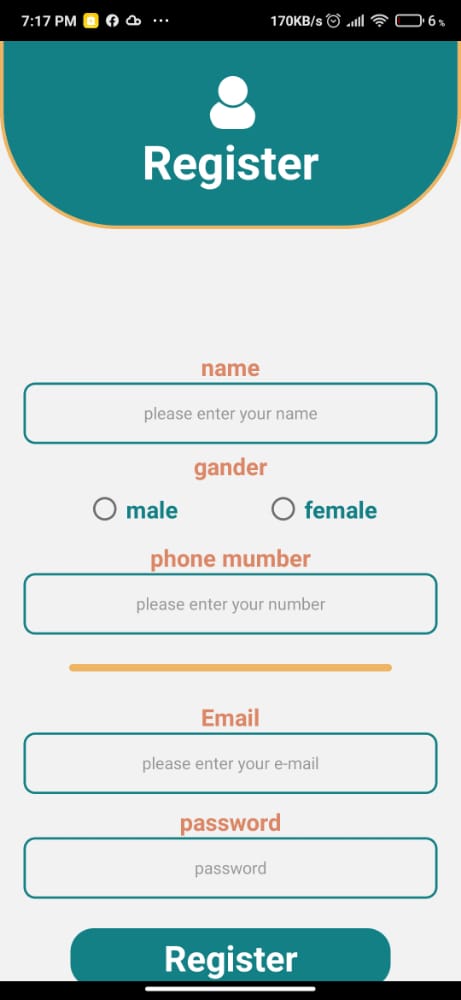 7:17 PM ... 170KB/s 6%
Register
name
please enter your name
gander
male female
phone mumber
please enter your number
Email
please enter your e-mail
password
password
Register